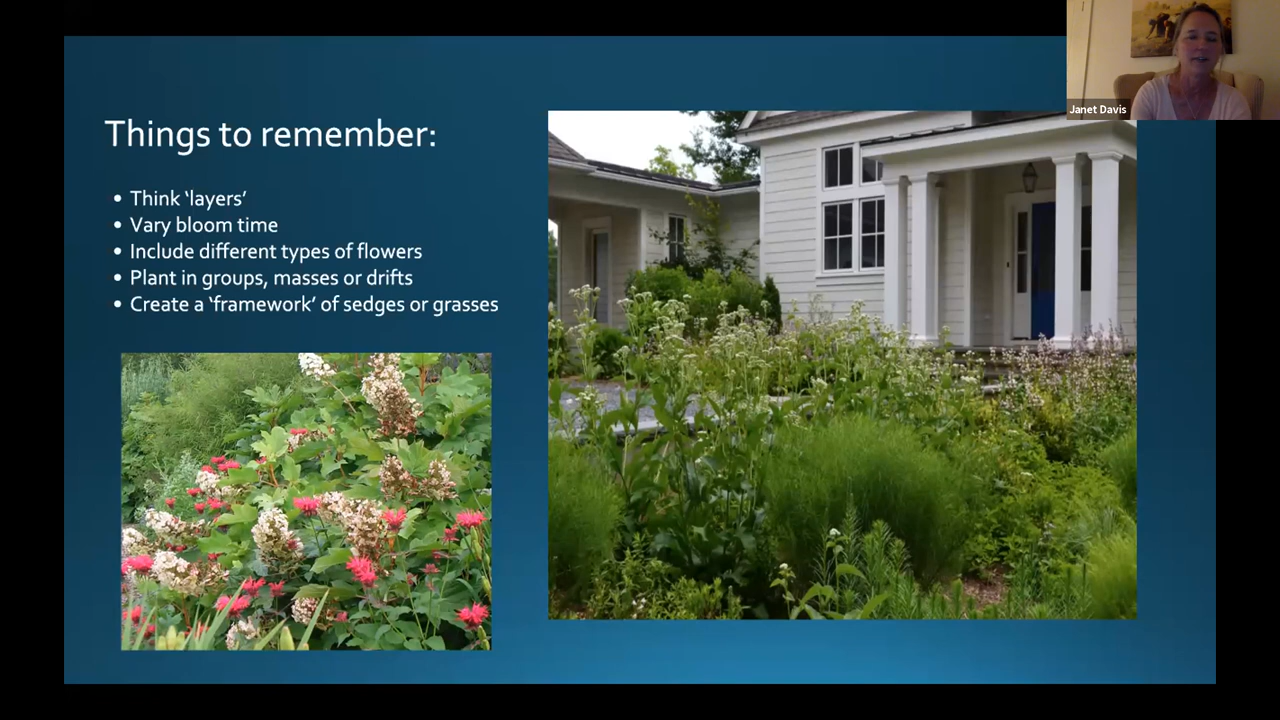 Things to remember:
• Think ‘layers’
• Vary bloom time
• Include different types of flowers
• Plant in groups, masses or drifts
• Create a ‘framework’ of sedges or grasses
Janet Davis